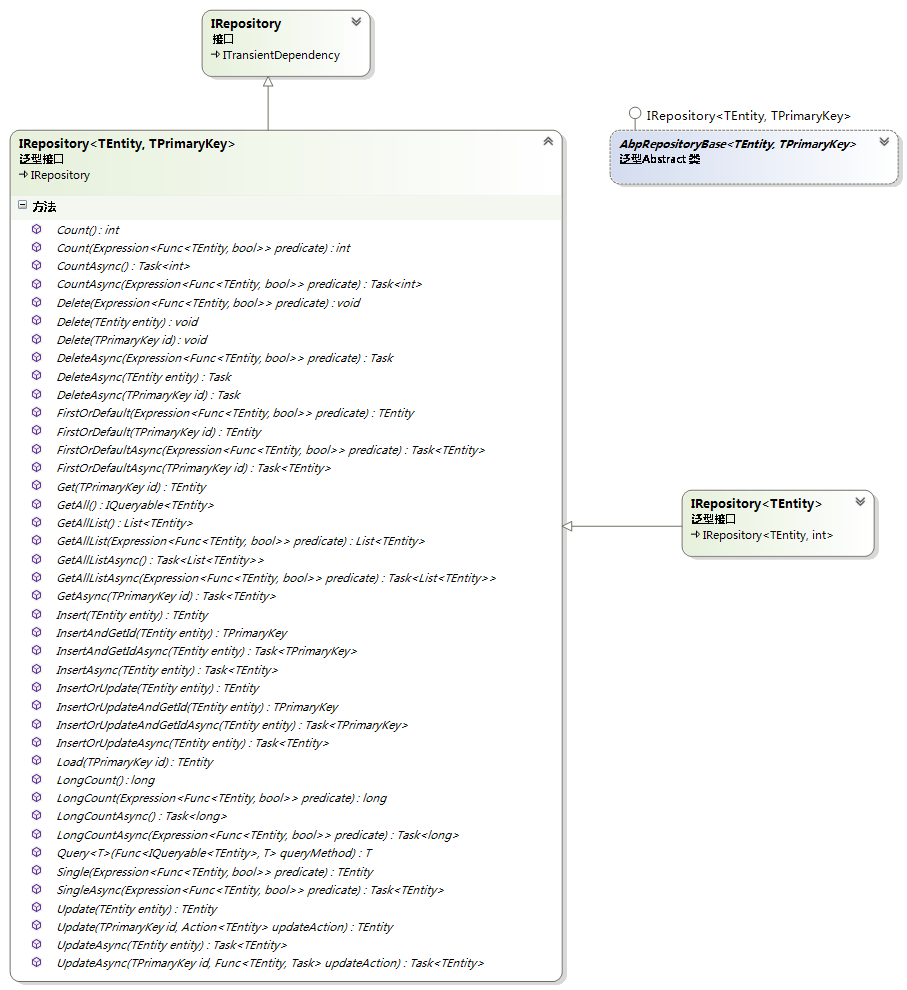 IRepository
接口
ITransientDependency
IRepository<TEntity, TPrimaryKey>
泛型接口
IRepository
方法
Count() : int
Count(Expression<Func<TEntity, bool>> predicate) : int
CountAsync() : Task<int>
CountAsync(Expression<Func<TEntity, bool>> predicate) : Task<int>
Delete(Expression<Func<TEntity, bool>> predicate) : void
Delete(TEntity entity) : void
Delete(TPrimaryKey id) : void
DeleteAsync(Expression<Func<TEntity, bool>> predicate) : Task
DeleteAsync(TEntity entity) : Task
DeleteAsync(TPrimaryKey id) : Task
FirstOrDefault(Expression<Func<TEntity, bool>> predicate) : TEntity
FirstOrDefault(TPrimaryKey id) : TEntity
FirstOrDefaultAsync(Expression<Func<TEntity, bool>> predicate) : Task<TEntity>
FirstOrDefaultAsync(TPrimaryKey id) : Task<TEntity>
Get(TPrimaryKey id) : TEntity
GetAll() : IQueryable<TEntity>
GetAllList() : List<TEntity>
GetAllList(Expression<Func<TEntity, bool>> predicate) : List<TEntity>
GetAllListAsync() : Task<List<TEntity>>
GetAllListAsync(Expression<Func<TEntity, bool>> predicate) : Task<List<TEntity>>
GetAsync(TPrimaryKey id) : Task<TEntity>
Insert(TEntity entity) : TEntity
InsertAndGetId(TEntity entity) : TPrimaryKey
InsertAndGetIdAsync(TEntity entity) : Task<TPrimaryKey>
InsertAsync(TEntity entity) : Task<TEntity>
InsertOrUpdate(TEntity entity) : TEntity
InsertOrUpdateAndGetId(TEntity entity) : TPrimaryKey
InsertOrUpdateAndGetIdAsync(TEntity entity) : Task<TPrimaryKey>
InsertOrUpdateAsync(TEntity entity) : Task<TEntity>
Load(TPrimaryKey id) : TEntity
LongCount() : long
LongCount(Expression<Func<TEntity, bool>> predicate) : long
LongCountAsync() : Task<long>
LongCountAsync(Expression<Func<TEntity, bool>> predicate) : Task<long>
Query<T>(Func<IQueryable<TEntity>, T> queryMethod) : T
Single(Expression<Func<TEntity, bool>> predicate) : TEntity
SingleAsync(Expression<Func<TEntity, bool>> predicate) : Task<TEntity>
Update(TEntity entity) : TEntity
Update(TPrimaryKey id, Action<TEntity> updateAction) : TEntity
UpdateAsync(TEntity entity) : Task<TEntity>
UpdateAsync(TPrimaryKey id, Func<TEntity, Task> updateAction) : Task<TEntity>
IRepository<TEntity, TPrimaryKey>
AbpRepositoryBase<TEntity, TPrimaryKey>
泛型Abstract 类
IRepository<TEntity>
泛型接口
IRepository<TEntity, int>